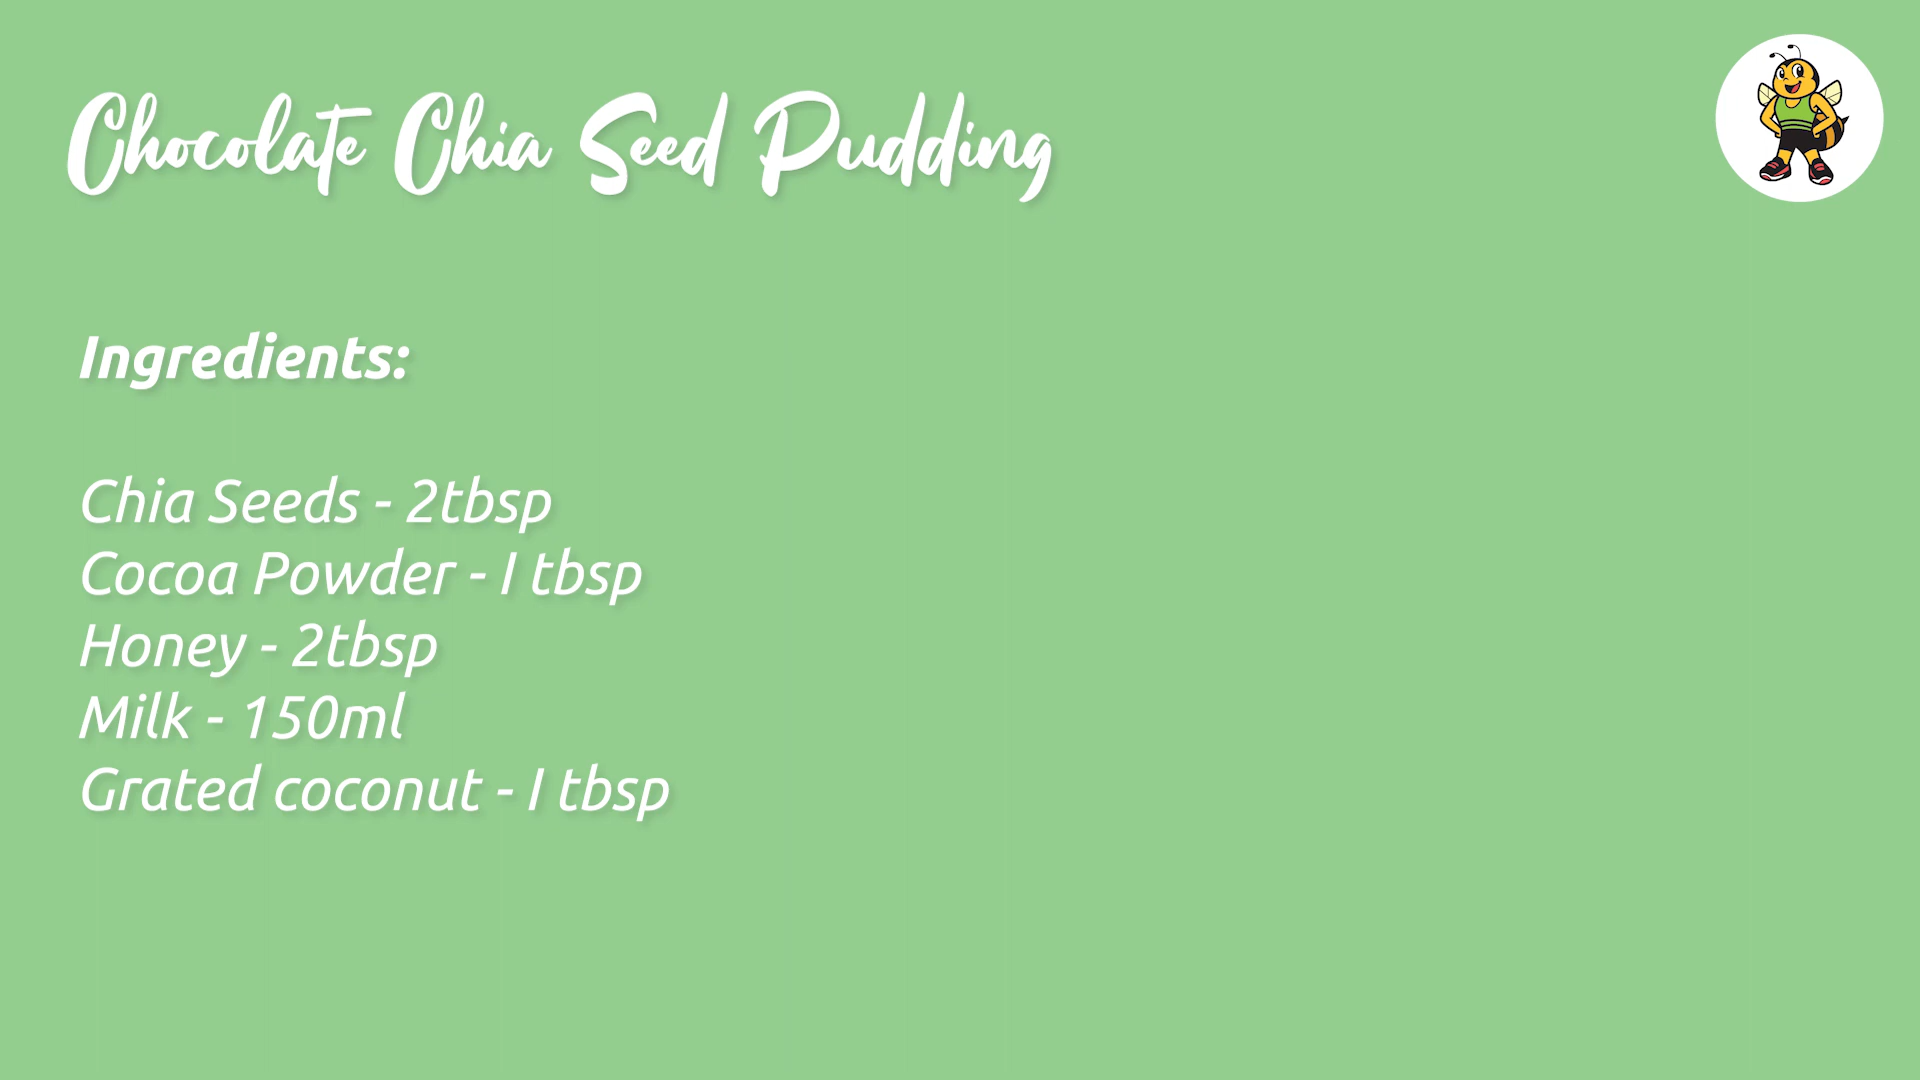 Chocolate Chia Seed Pudding
Ingredients:
Chia Seeds - 2tbsp
Cocoa Powder - I tbsp
Honey - 2tbsp
Milk - 150ml
Grated coconut - I tbsp